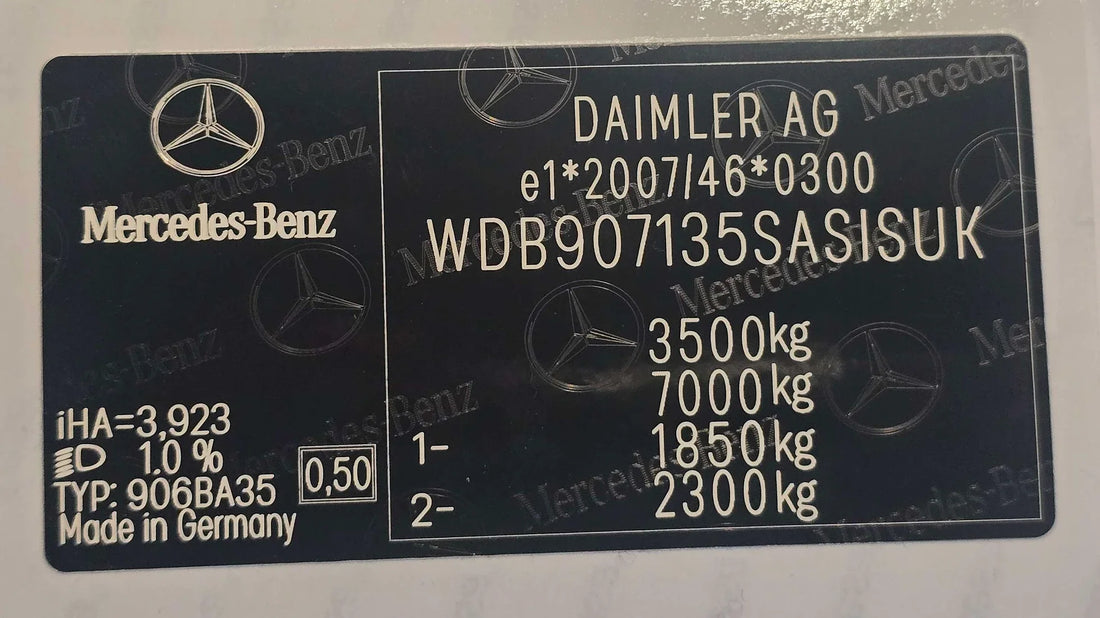 Mercedes-Benz
DAIMLER AG
e1*2007/46*0300
WDB907135SASISUK
3500kg
7000kg
1- 1850kg
2- 2300kg
iHA=3,923
1.0 %
TYP: 906BA35
0,50
Made in Germany